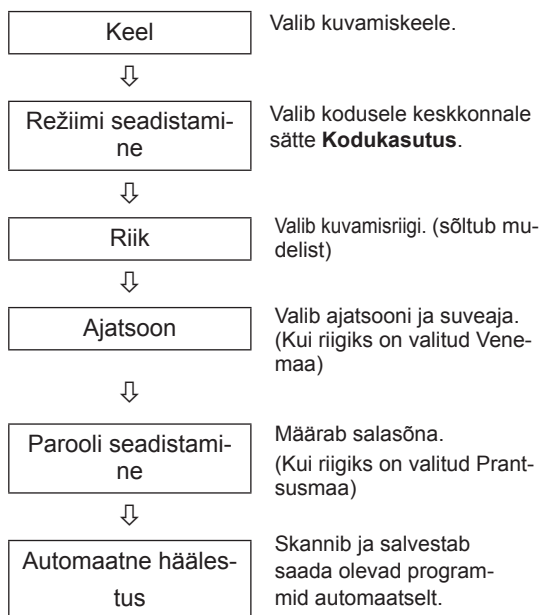 Keel
Valib kuvamiskeele.
Režiimi seadistami-
ne
Valib kodusele keskkonnale
sätte Kodukasutus.
Riik
Valib kuvamisriigi. (sõltub mu-
delist)
Ajatsoon
Valib ajatsooni ja suveaja.
(Kui riigiks on valitud Vene-
maa)
Parooli seadistami-
ne
Määrab salasõna.
(Kui riigiks on valitud Prant-
susmaa)
Automaatne hääles-
tus
Skannib ja salvestab
saada olevad program-
mid automaatselt.